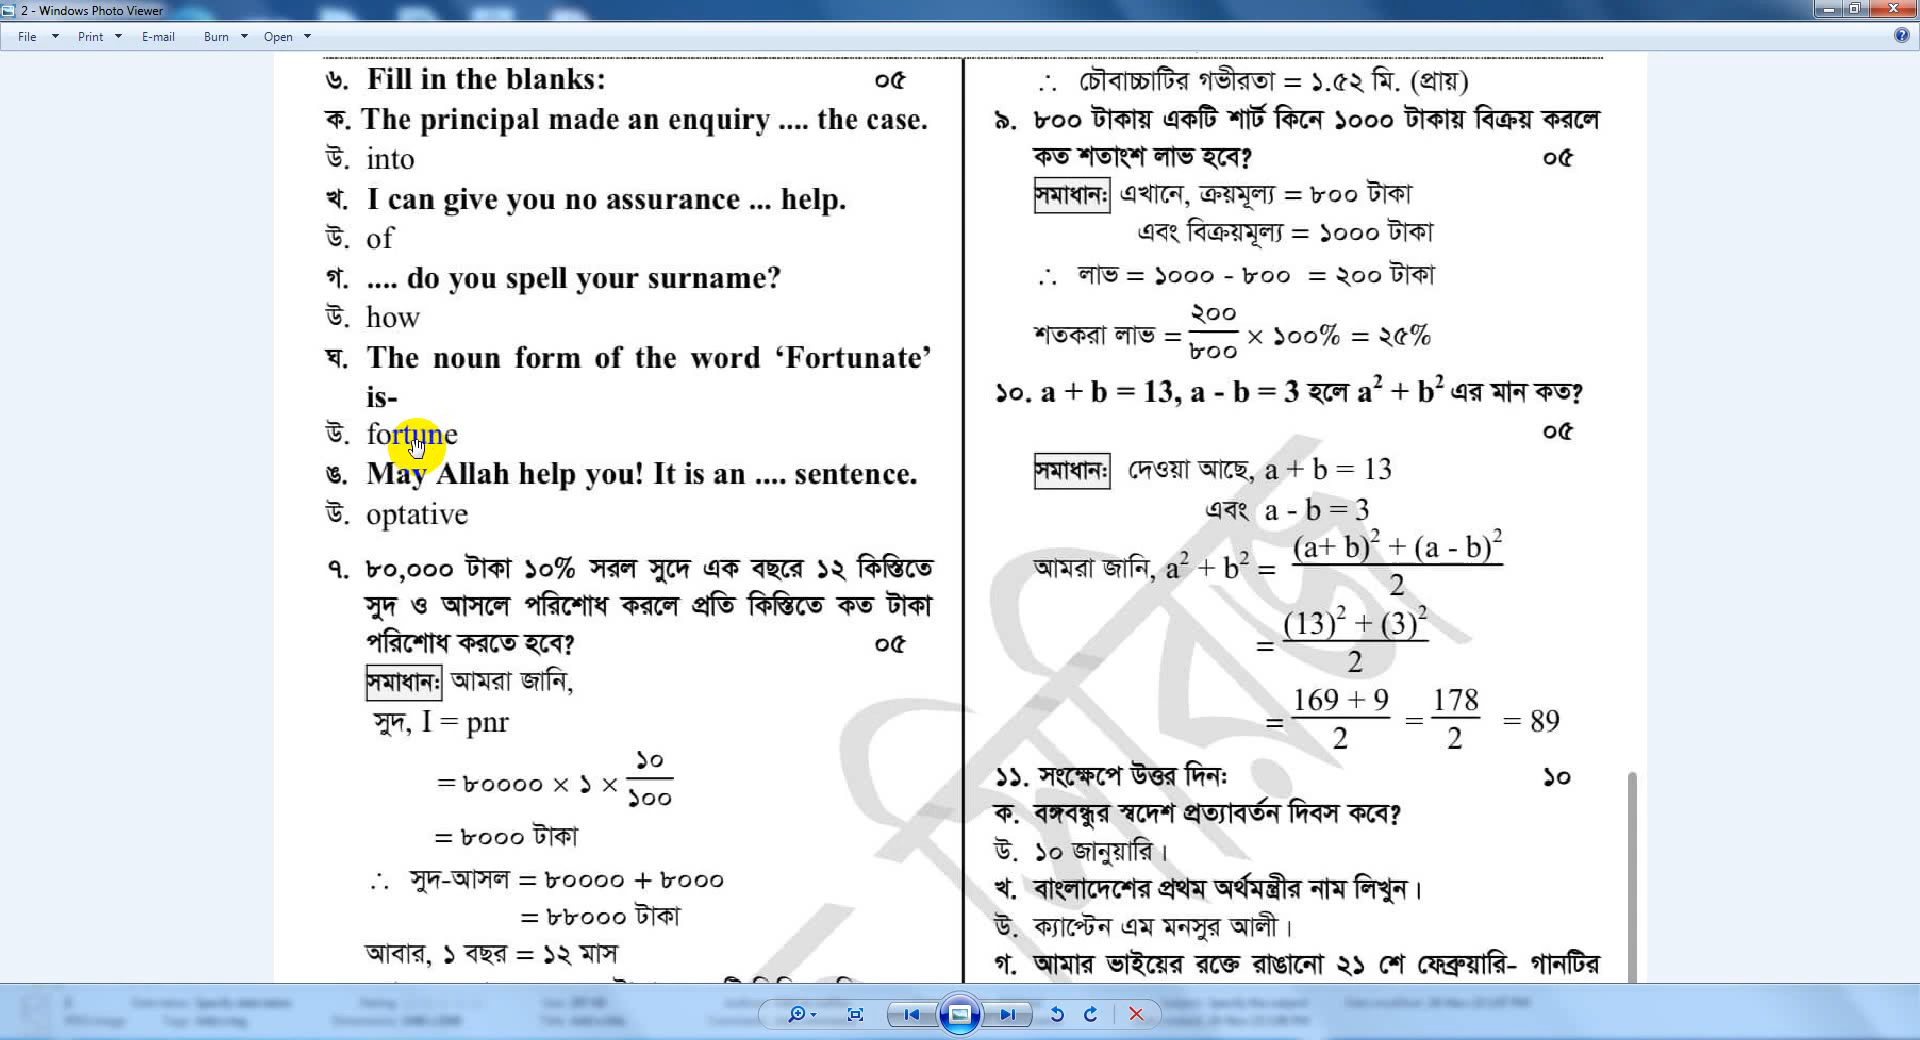 2 - Windows Photo Viewer
File Print E-mail Burn Open
৬. Fill in the blanks: ০৫
ক. The principal made an enquiry .... the case.
উ. into
খ. I can give you no assurance ... help.
উ. of
গ. .... do you spell your surname?
উ. how
ঘ. The noun form of the word ‘Fortunate’
is-
উ. fortune
ঙ. May Allah help you! It is an .... sentence.
উ. optative
৭. ৮০,০০০ টাকা ১০% সরল সুদে এক বছরে ১২ কিস্তিতে
সুদ ও আসলে পরিশোধ করলে প্রতি কিস্তিতে কত টাকা
পরিশোধ করতে হবে? ০৫
সমাধান: আমরা জানি,
সুদ, I = pnr
= ৮০০০০ × ১ × ১০/১০০
= ৮০০০ টাকা
∴ সুদ-আসল = ৮০০০০ + ৮০০০
= ৮৮০০০ টাকা
আবার, ১ বছর = ১২ মাস
∴ চৌবাচ্চাটির গভীরতা = ১.৫২ মি. (প্রায়)
৯. ৮০০ টাকায় একটি শার্ট কিনে ১০০০ টাকায় বিক্রয় করলে
কত শতাংশ লাভ হবে? ০৫
সমাধান: এখানে, ক্রয়মূল্য = ৮০০ টাকা
এবং বিক্রয়মূল্য = ১০০০ টাকা
∴ লাভ = ১০০০ - ৮০০ = ২০০ টাকা
শতকরা লাভ = ২০০/৮০০ × ১০০% = ২৫%
১০. a + b = 13, a - b = 3 হলে a² + b² এর মান কত?
০৫
সমাধান: দেওয়া আছে, a + b = 13
এবং a - b = 3
আমরা জানি, a² + b² = (a+ b)² + (a - b)²/2
= (13)² + (3)²/2
= 169 + 9/2 = 178/2 = 89
১১. সংক্ষেপে উত্তর দিন: ১০
ক. বঙ্গবন্ধুর স্বদেশ প্রত্যাবর্তন দিবস কবে?
উ. ১০ জানুয়ারি।
খ. বাংলাদেশের প্রথম অর্থমন্ত্রীর নাম লিখুন।
উ. ক্যাপ্টেন এম মনসুর আলী।
গ. আমার ভাইয়ের রক্তে রাঙানো ২১ শে ফেব্রুয়ারি- গানটির